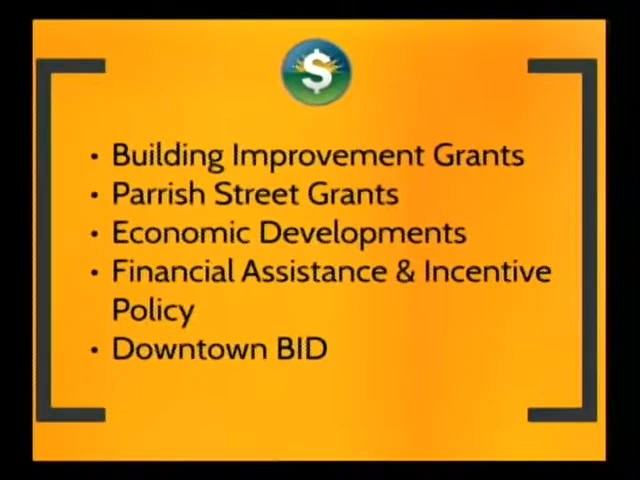 $
• Building Improvement Grants
• Parrish Street Grants
• Economic Developments
• Financial Assistance & Incentive
Policy
• Downtown BID